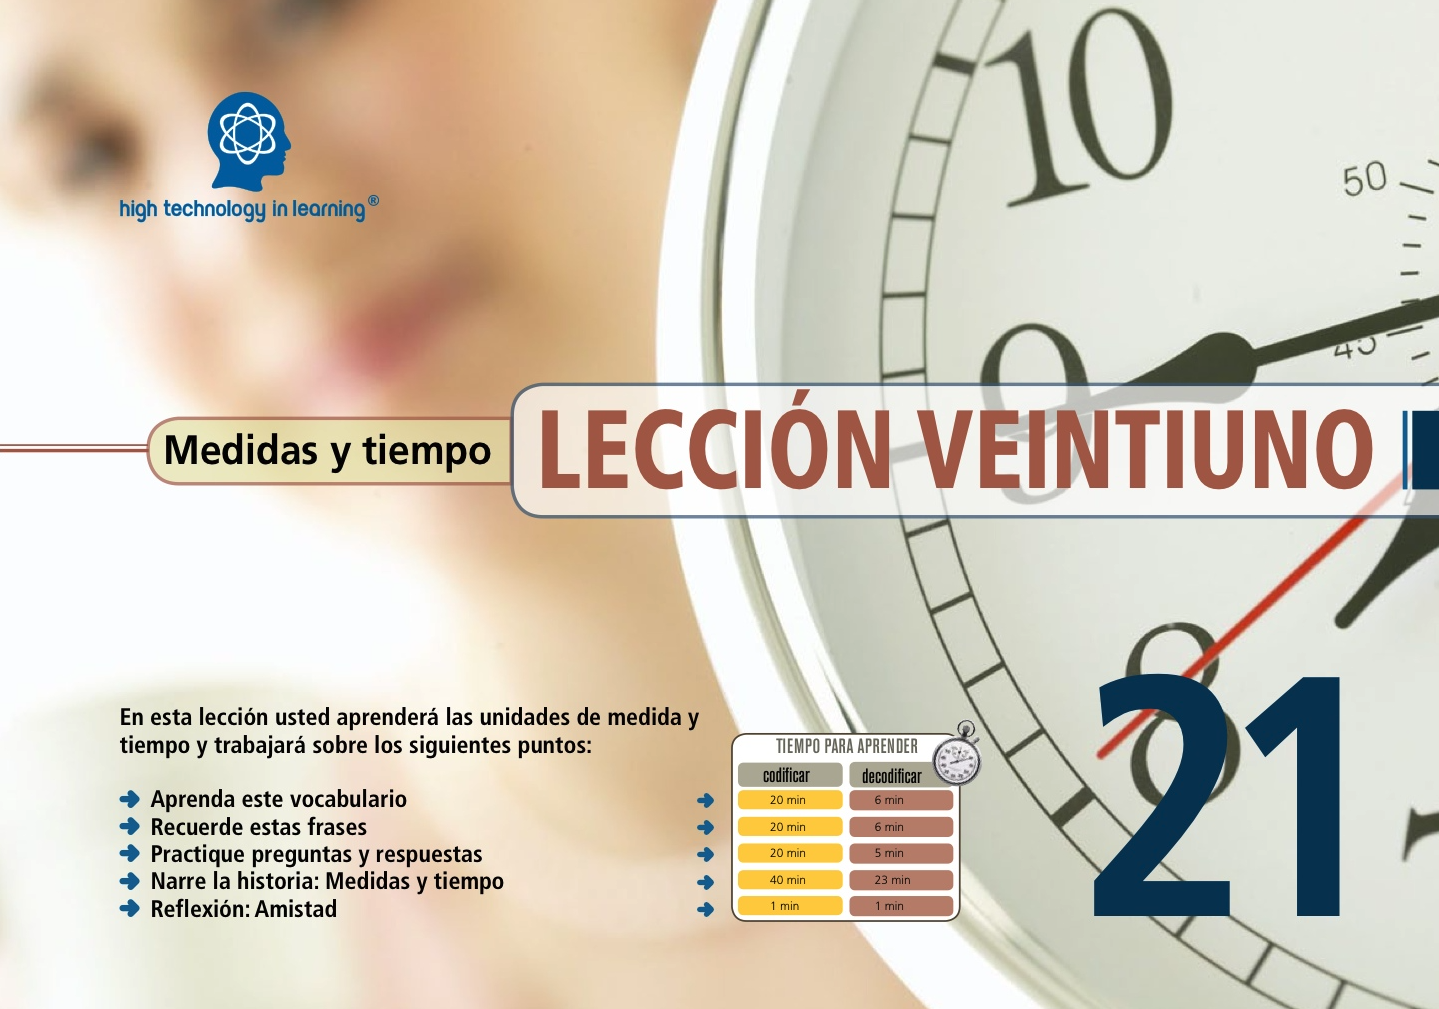 10
50
45
9
8
high technology in learning®
Medidas y tiempo
LECCIÓN VEINTIUNO
En esta lección usted aprenderá las unidades de medida y
tiempo y trabajará sobre los siguientes puntos:
Aprenda este vocabulario
Recuerde estas frases
Practique preguntas y respuestas
Narre la historia: Medidas y tiempo
Reflexión: Amistad
TIEMPO PARA APRENDER
codificar decodificar
20 min 6 min
20 min 6 min
20 min 5 min
40 min 23 min
1 min 1 min
21